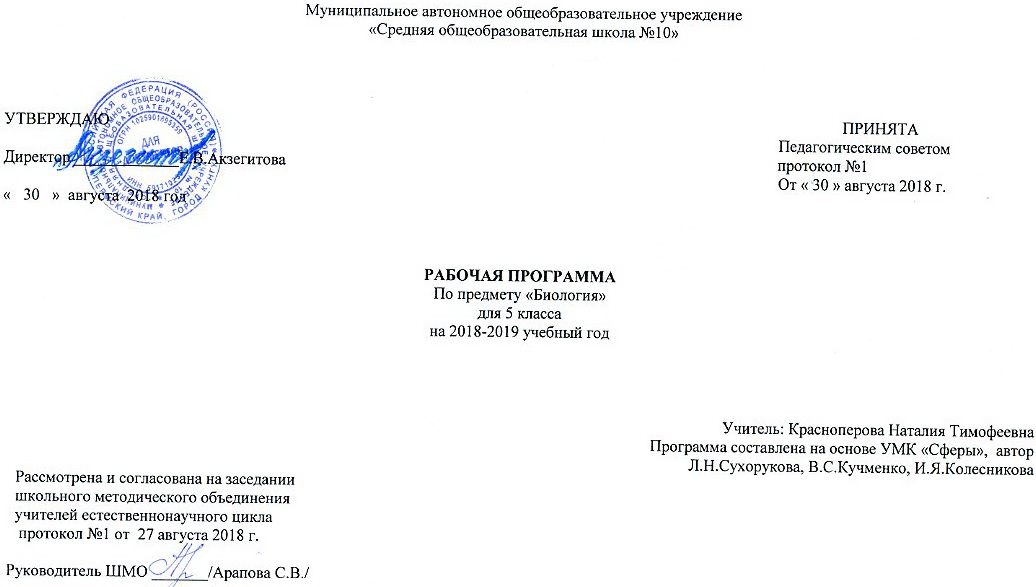 Муниципальное автономное общеобразовательное учреждение
«Средняя общеобразовательная школа №10»
УТВЕРЖДАЮ
Директор_____________Е.В.Акзегитова
« 30 » августа 2018 год
ПРИНЯТА
Педагогическим советом
протокол №1
От « 30 » августа 2018 г.
РАБОЧАЯ ПРОГРАММА
По предмету «Биология»
для 5 класса
на 2018-2019 учебный год
Учитель: Красноперова Наталия Тимофеевна
Программа составлена на основе УМК «Сферы», автор
Л.Н.Сухорукова, В.С.Кучменко, И.Я.Колесникова
Рассмотрена и согласована на заседании
школьного методического объединения
учителей естественнонаучного цикла
протокол №1 от 27 августа 2018 г.
Руководитель ШМО _______/Арапова С.В./